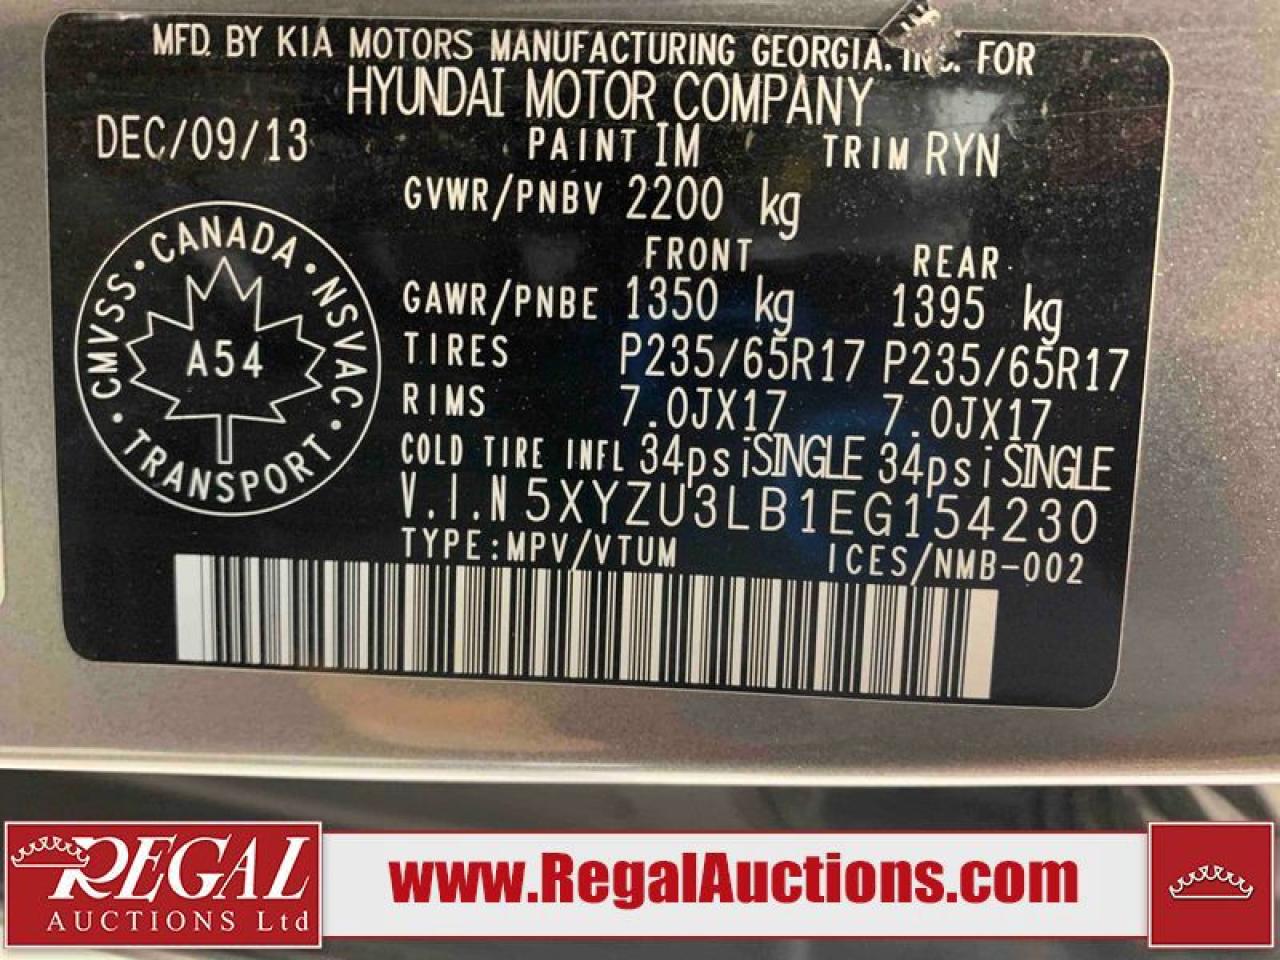 MFD. BY KIA MOTORS MANUFACTURING GEORGIA. INC. FOR
HYUNDAI MOTOR COMPANY
DEC/09/13 PAINT IM TRIM RYN
GVWR/PNBV 2200 kg
FRONT REAR
GAWR/PNBE 1350 kg 1395 kg
TIRES P235/65R17 P235/65R17
RIMS 7.0JX17 7.0JX17
COLD TIRE INFL 34psiSINGLE 34psiSINGLE
V.I.N 5XYZU3LB1EG154230
TYPE:MPV/VTUM ICES/NMB-002
CMVSS · CANADA · NSVAC · TRANSPORT ·
A54
REGAL
AUCTIONS Ltd
www.RegalAuctions.com